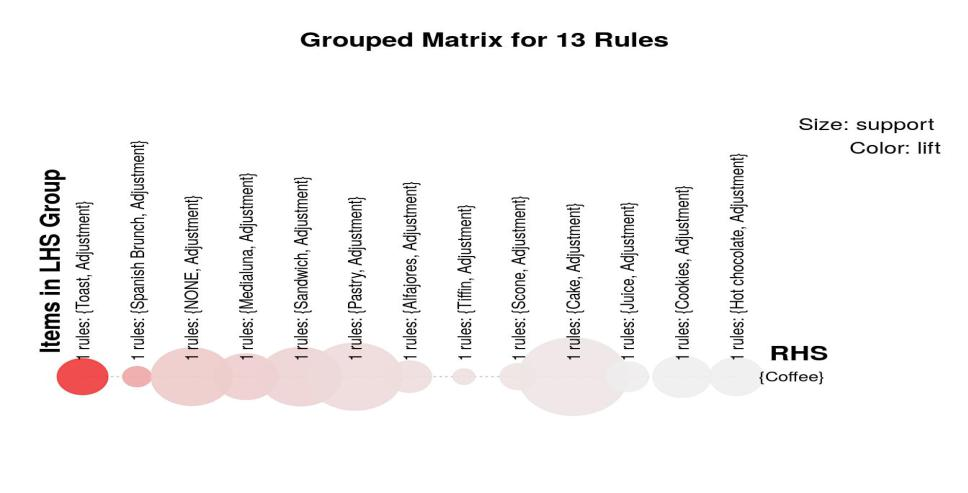 Grouped Matrix for 13 Rules
Size: support
Color: lift
Items in LHS Group
1 rules: {Toast, Adjustment}
1 rules: {Spanish Brunch, Adjustment}
1 rules: {NONE, Adjustment}
1 rules: {Medialuna, Adjustment}
1 rules: {Sandwich, Adjustment}
1 rules: {Pastry, Adjustment}
1 rules: {Alfajores, Adjustment}
1 rules: {Tiffin, Adjustment}
1 rules: {Scone, Adjustment}
1 rules: {Cake, Adjustment}
1 rules: {Juice, Adjustment}
1 rules: {Cookies, Adjustment}
1 rules: {Hot chocolate, Adjustment}
RHS
{Coffee}